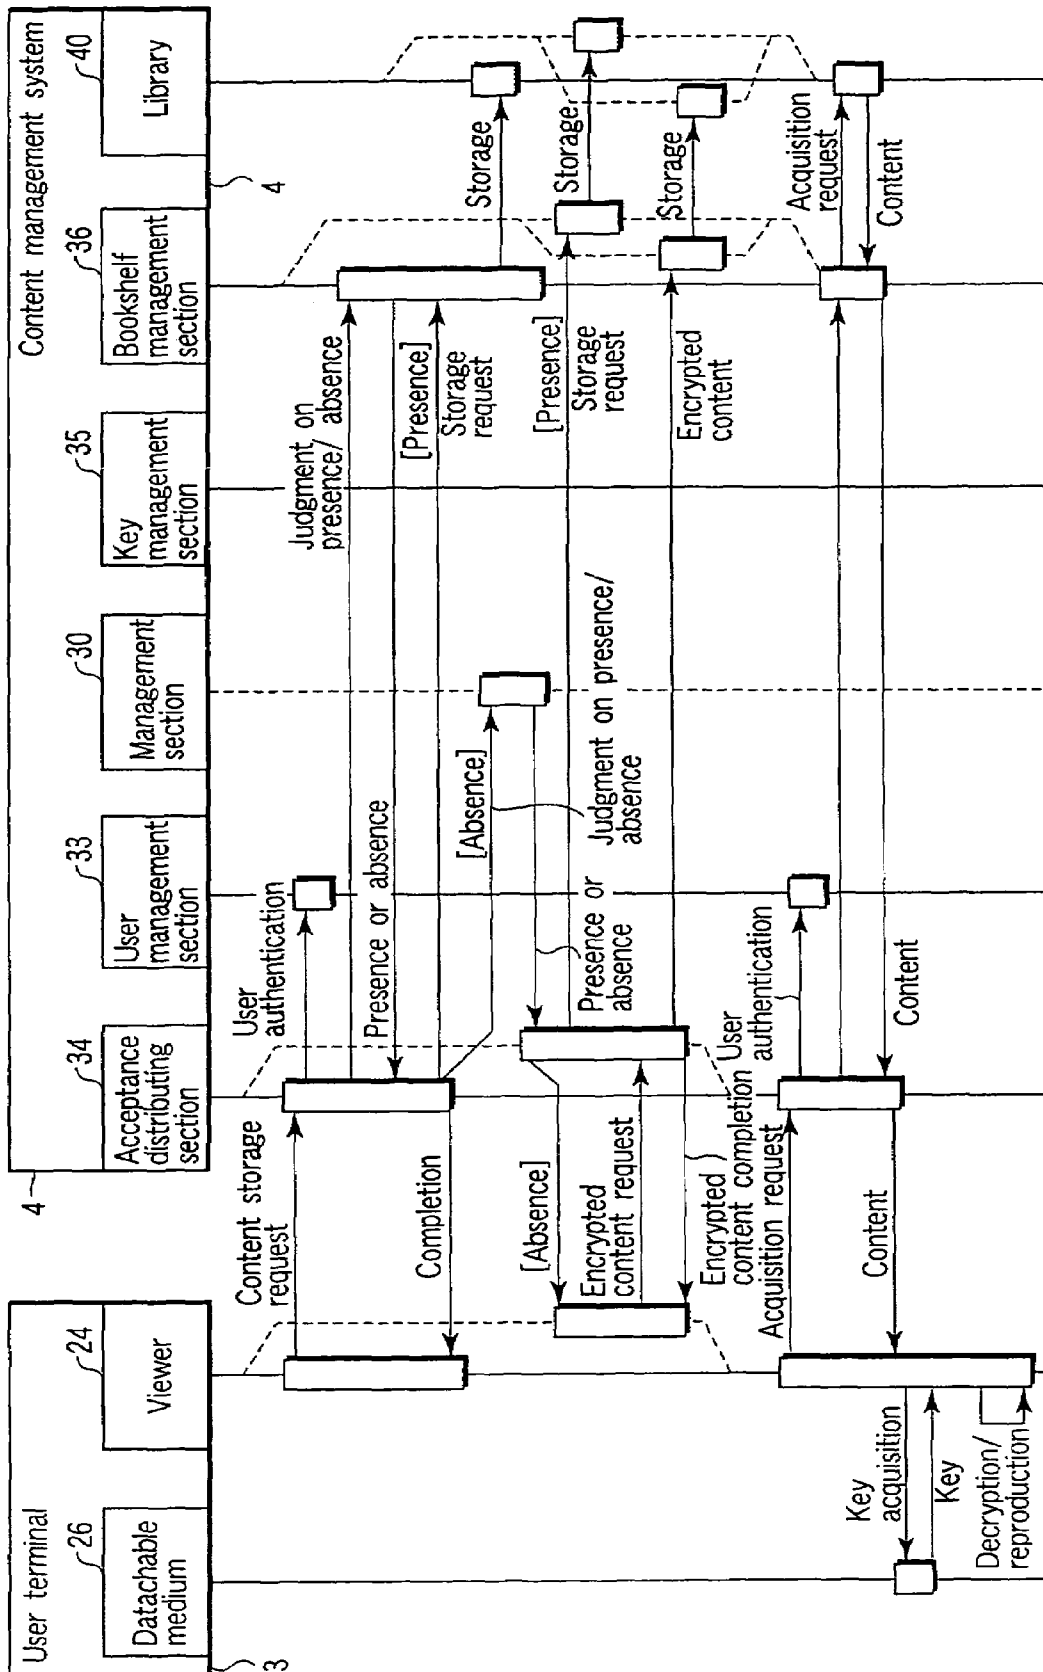 User terminal
3
Datachable
medium
26
Viewer
24
Content management system
4
4
Acceptance
distributing
section
34
User
management
section
33
Management
section
30
Key
management
section
35
Bookshelf
management
section
36
Library
40
Content storage
request
User
authentication
Judgment on
presence/ absence
Presence or absence
[Presence]
Storage
request
Storage
Completion
[Absence]
Judgment on presence/
absence
Presence or
absence
[Presence]
Storage
request
Storage
[Absence]
Encrypted
content request
Encrypted
content
Storage
Encrypted
content completion
Acquisition request
User
authentication
Acquisition
request
Content
Content
Content
Key
acquisition
Key
Decryption/
reproduction